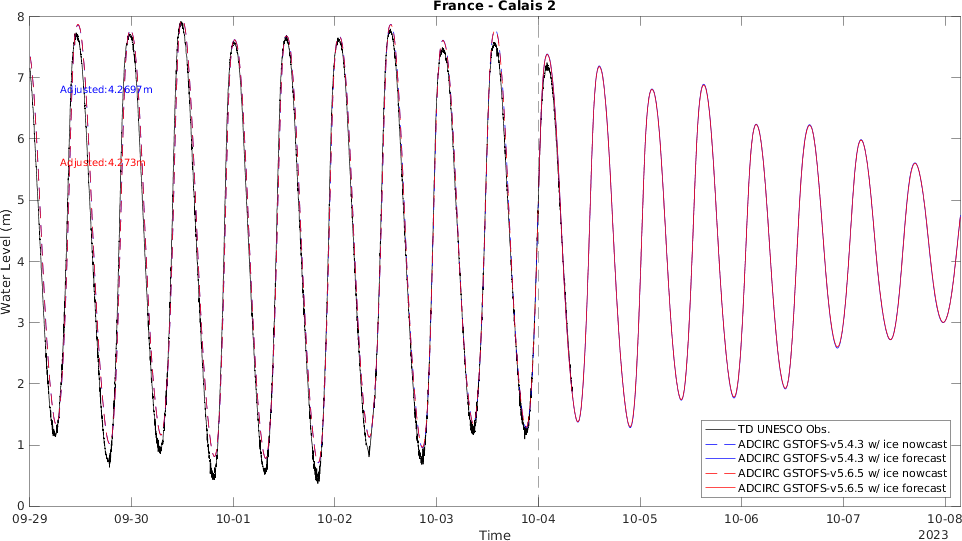 France - Calais 2
8
7
6
5
4
3
2
1
0
Water Level (m)
Adjusted:4.2697m
Adjusted:4.273m
TD UNESCO Obs.
ADCIRC GSTOFS-v5.4.3 w/ ice nowcast
ADCIRC GSTOFS-v5.4.3 w/ ice forecast
ADCIRC GSTOFS-v5.6.5 w/ ice nowcast
ADCIRC GSTOFS-v5.6.5 w/ ice forecast
09-29 09-30 10-01 10-02 10-03 10-04 10-05 10-06 10-07 10-08
Time
2023